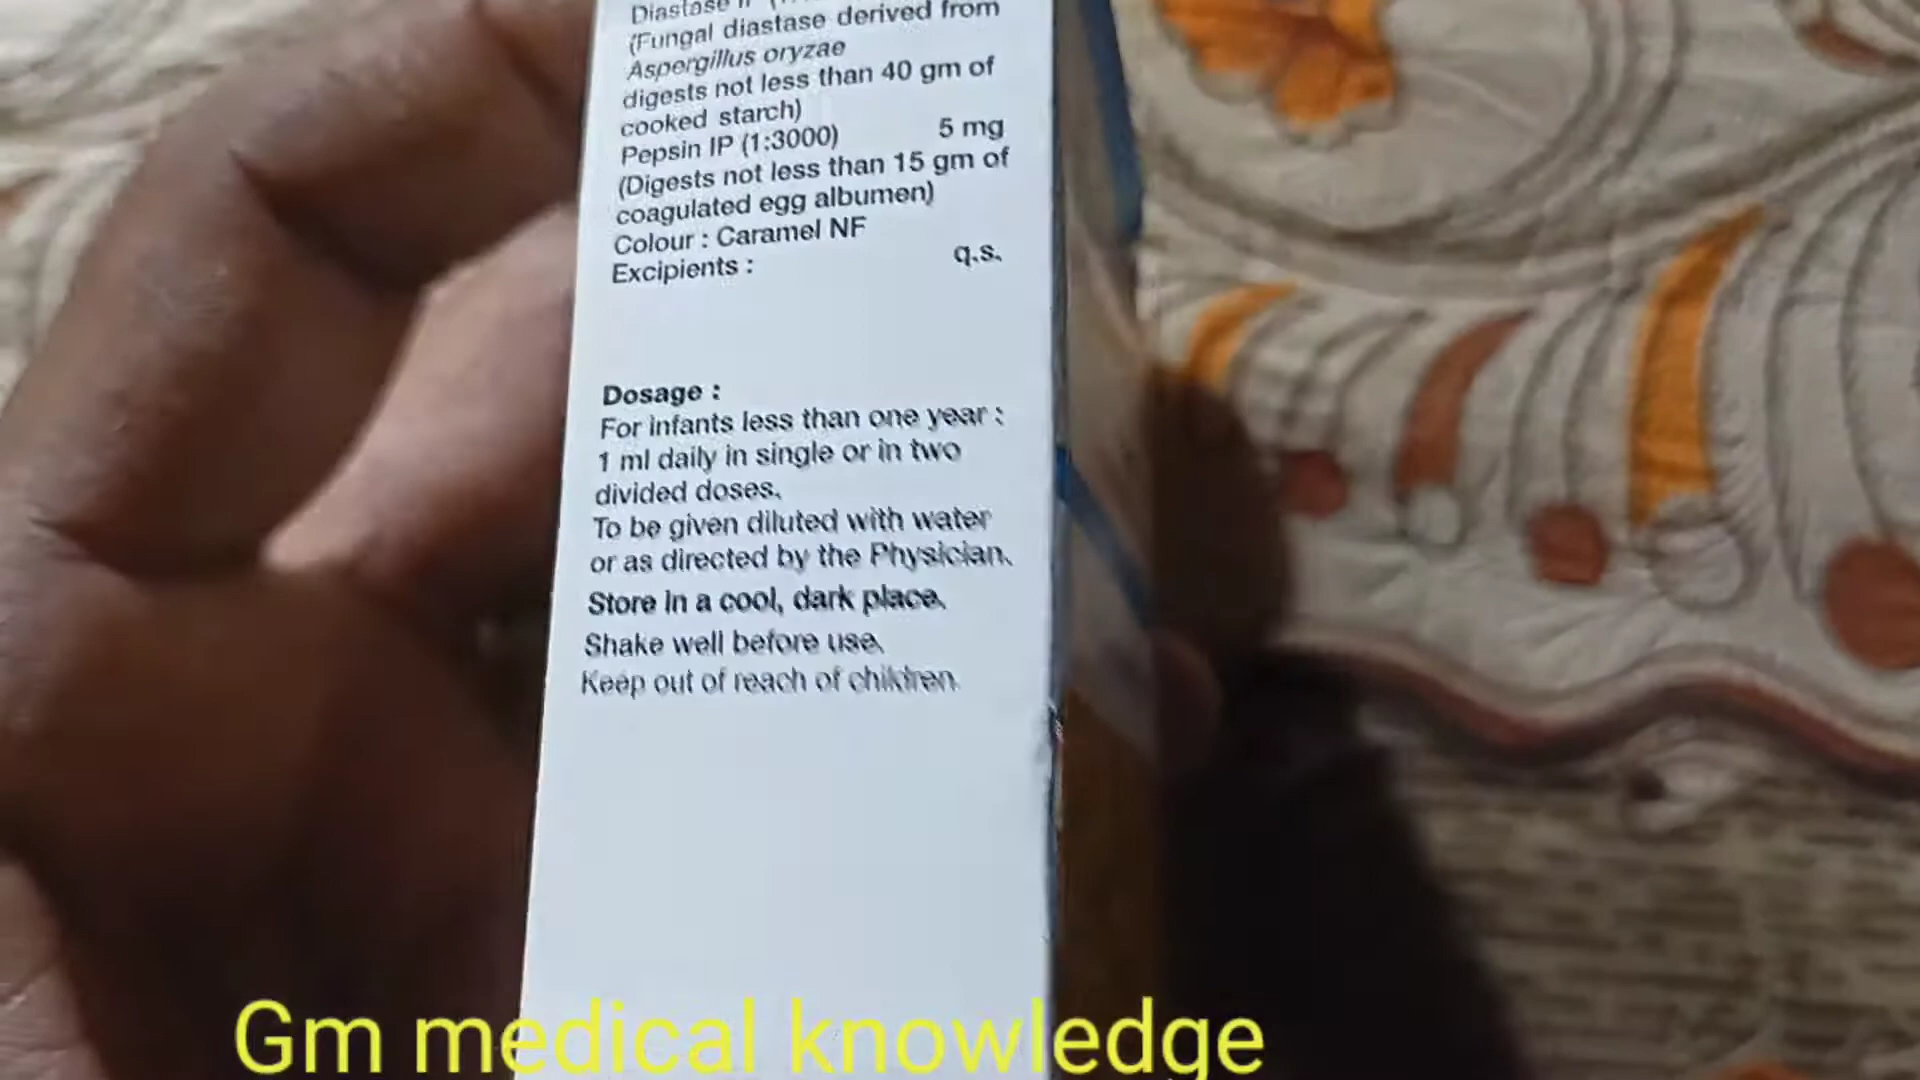 Diastase
(Fungal diastase derived from
Aspergillus oryzae
digests not less than 40 gm of
cooked starch)
Pepsin IP (1:3000) 5 mg
(Digests not less than 15 gm of
coagulated egg albumen)
Colour : Caramel NF
Excipients : q.s.
Dosage :
For infants less than one year :
1 ml daily in single or in two
divided doses.
To be given diluted with water
or as directed by the Physician.
Store in a cool, dark place.
Shake well before use.
Keep out of reach of children.
Gm medical knowledge